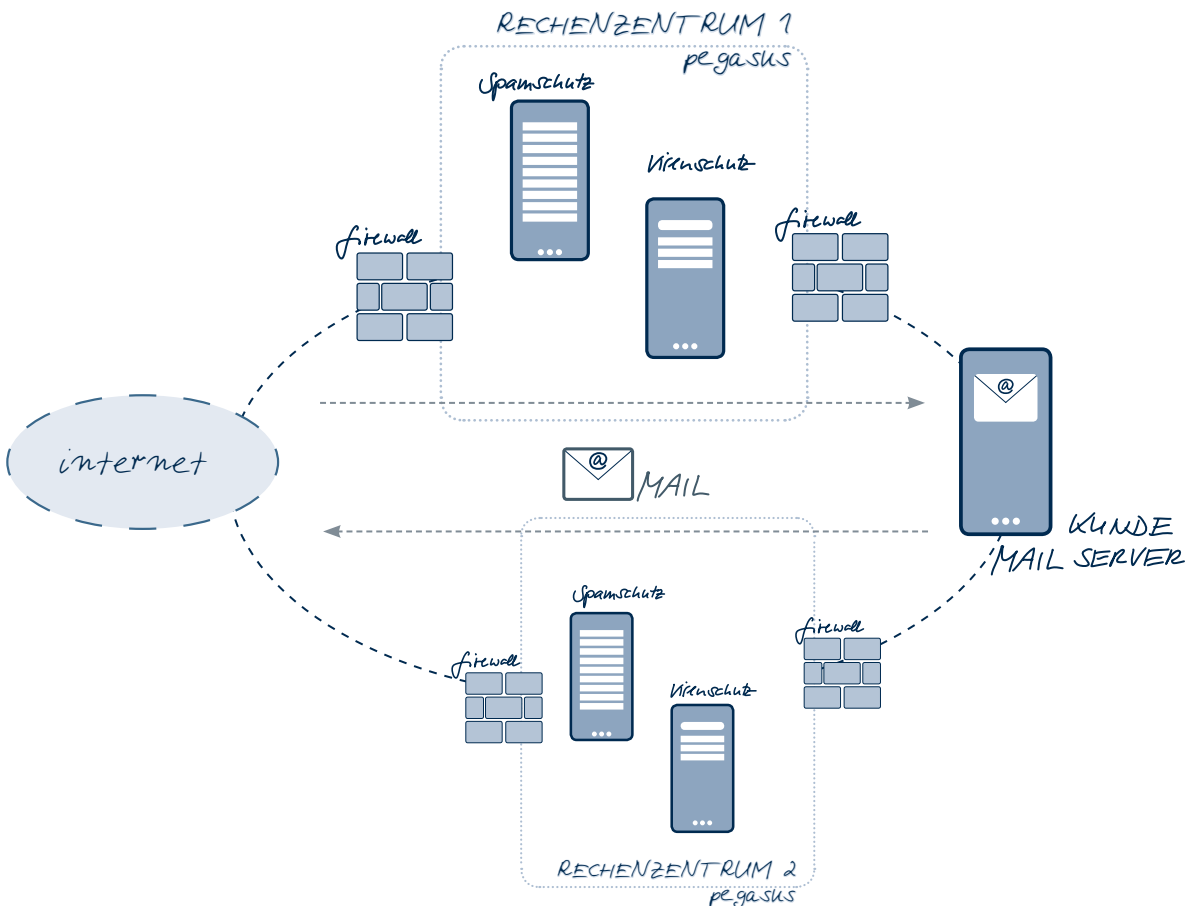 RECHENZENTRUM 1
pegasus
Spamschutz
Virenschutz
firewall
firewall
@
internet
@
MAIL
KUNDE
MAIL SERVER
Spamschutz
firewall
firewall
Virenschutz
RECHENZENTRUM 2
pegasus